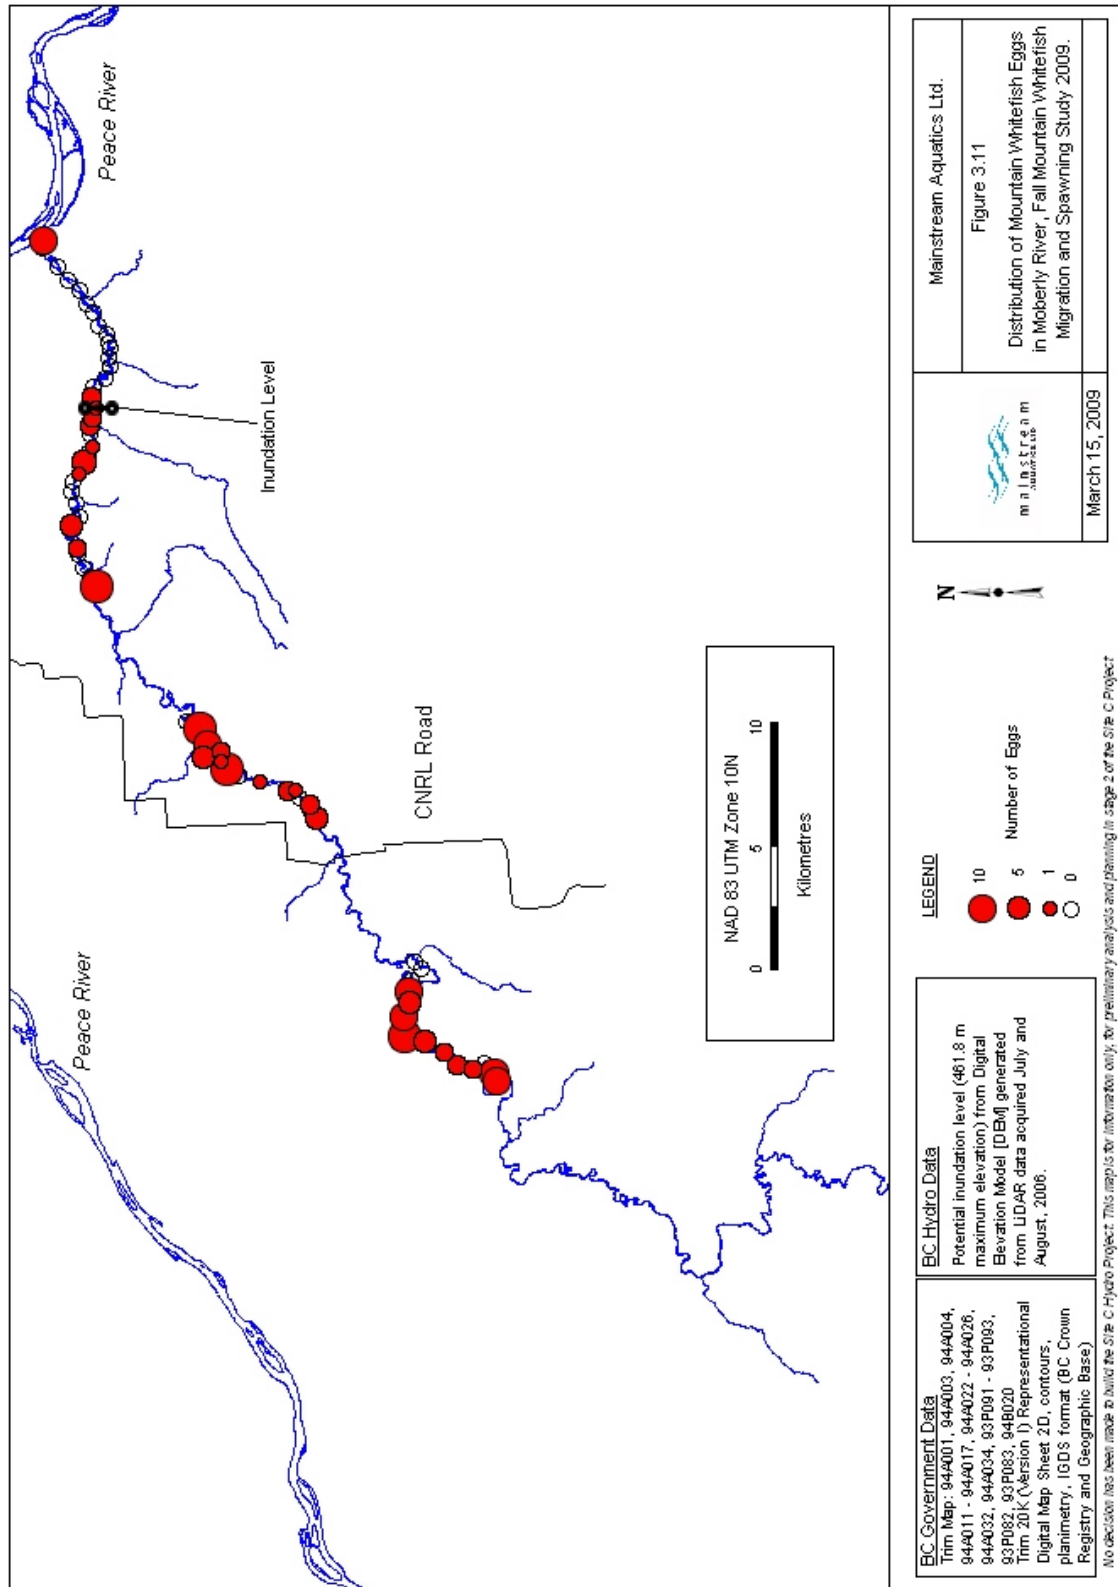 Peace River
Peace River
Inundation Level
CNRL Road
NAD 83 UTM Zone 10N
0 5 10
Kilometres
BC Government Data
Trim Map: 94A001, 94A003, 94A004,
94A011 - 94A017, 94A022 - 94A026,
94A032, 94A034, 93P091 - 93P093,
93P082, 93P083, 94B020
Trim 20K (Version I) Representational
Digital Map Sheet 2D, contours,
planimetry, IGDS format (BC Crown
Registry and Geographic Base)
BC Hydro Data
Potential inundation level (461.8 m
maximum elevation) from Digital
Elevation Model [DEM] generated
from LiDAR data acquired July and
August, 2006.
LEGEND
10
5
1
0
Number of Eggs
N
mainstream
AQUATICS LTD
March 15, 2009
Mainstream Aquatics Ltd.
Figure 3.11
Distribution of Mountain Whitefish Eggs
in Moberly River, Fall Mountain Whitefish
Migration and Spawning Study 2009.
No decision has been made to build the Site C Hydro Project. This map is for information only, for preliminary analysis and planning in stage 2 of the Site C Project